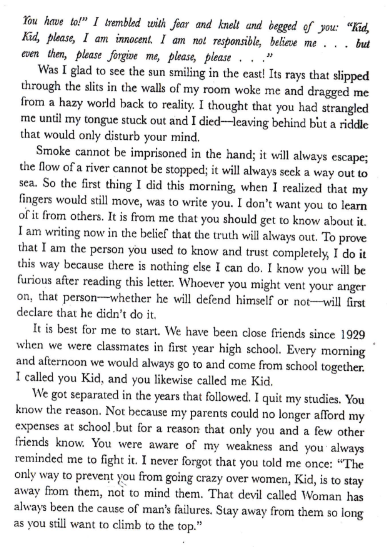 You have to!" I trembled with fear and knelt and begged of you: "Kid,
Kid, please, I am innocent. I am not responsible, believe me . . . but
even then, please forgive me, please, please . . ."
Was I glad to see the sun smiling in the east! Its rays that slipped
through the slits in the walls of my room woke me and dragged me
from a hazy world back to reality. I thought that you had strangled
me until my tongue stuck out and I died—leaving behind but a riddle
that would only disturb your mind.
Smoke cannot be imprisoned in the hand; it will always escape;
the flow of a river cannot be stopped; it will always seek a way out to
sea. So the first thing I did this morning, when I realized that my
fingers would still move, was to write you. I don't want you to learn
of it from others. It is from me that you should get to know about it.
I am writing now in the belief that the truth will always out. To prove
that I am the person you used to know and trust completely, I do it
this way because there is nothing else I can do. I know you will be
furious after reading this letter. Whoever you might vent your anger
on, that person—whether he will defend himself or not—will first
declare that he didn't do it.
It is best for me to start. We have been close friends since 1929
when we were classmates in first year high school. Every morning
and afternoon we would always go to and come from school together.
I called you Kid, and you likewise called me Kid.
We got separated in the years that followed. I quit my studies. You
know the reason. Not because my parents could no longer afford my
expenses at school but for a reason that only you and a few other
friends know. You were aware of my weakness and you always
reminded me to fight it. I never forgot that you told me once: "The
only way to prevent you from going crazy over women, Kid, is to stay
away from them, not to mind them. That devil called Woman has
always been the cause of man's failures. Stay away from them so long
as you still want to climb to the top."